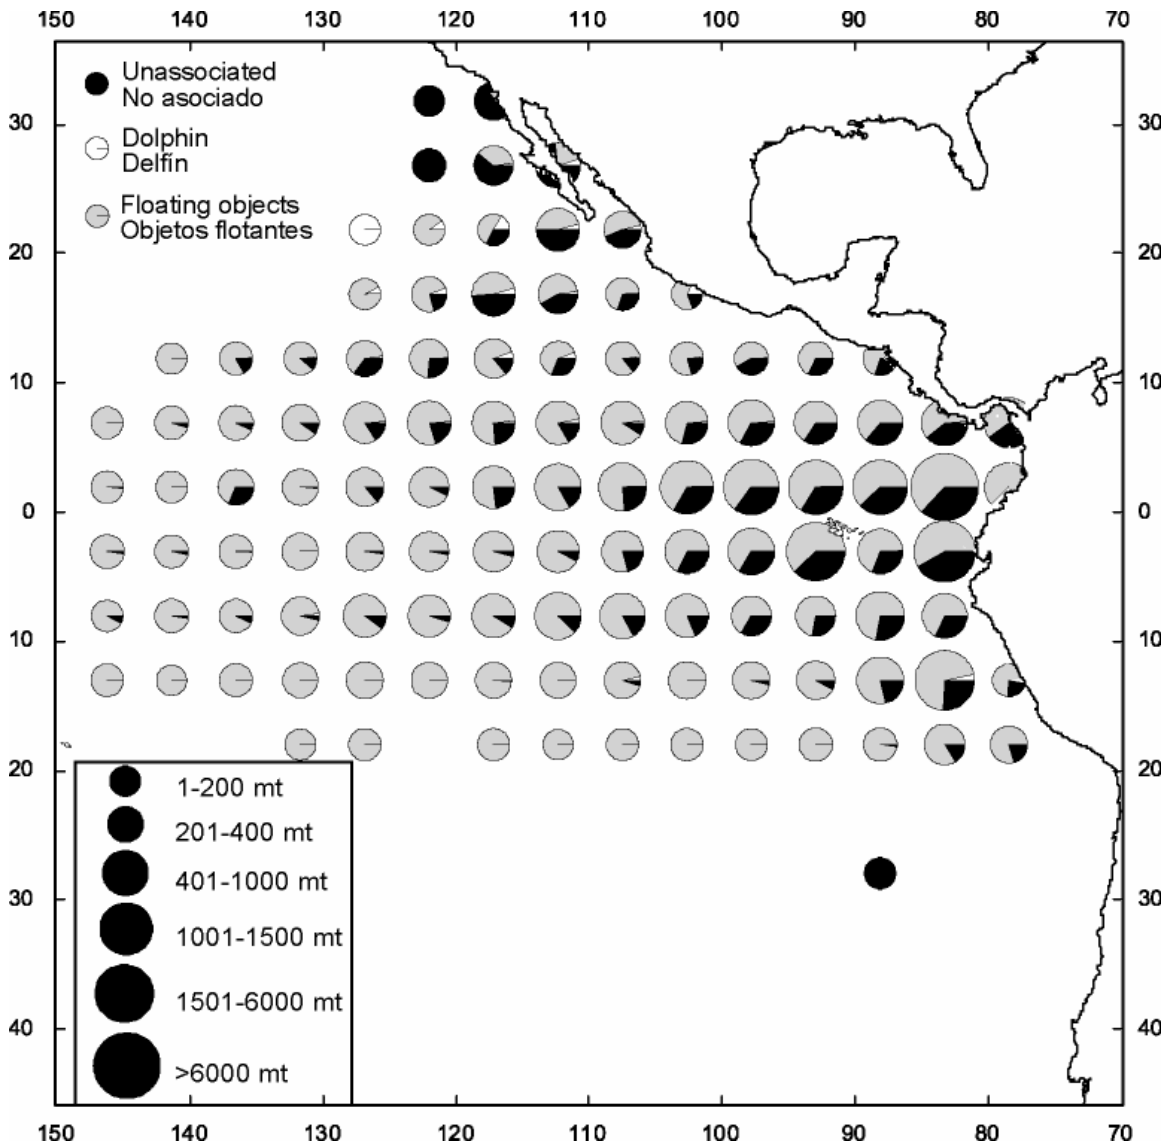 150 140 130 120 110 100 90 80 70
Unassociated
No asociado
Dolphin
Delfín
Floating objects
Objetos flotantes
30 30
20 20
10 10
0 0
10 10
20 20
30 30
40 40
1-200 mt
201-400 mt
401-1000 mt
1001-1500 mt
1501-6000 mt
>6000 mt
150 140 130 120 110 100 90 80 70